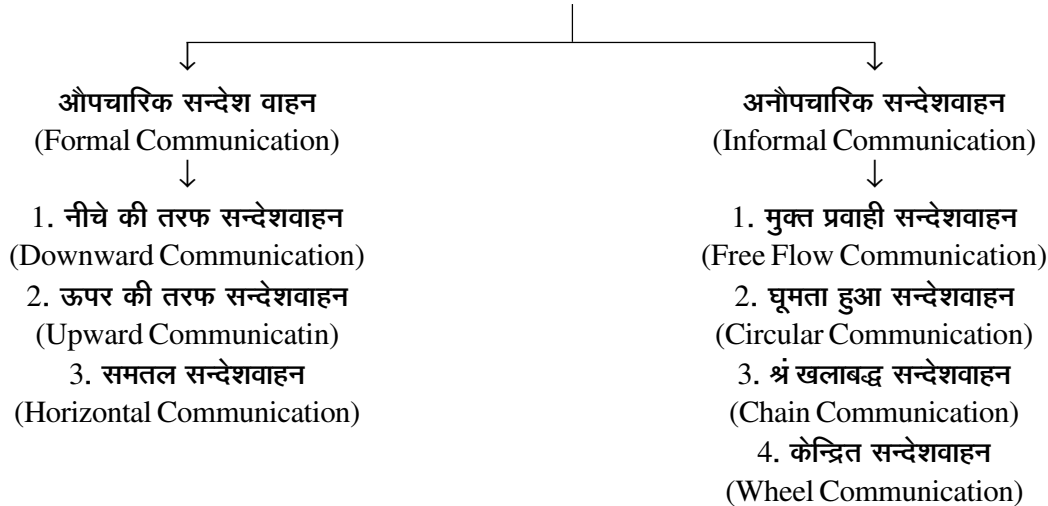 औपचारिक सन्देश वाहन
(Formal Communication)
1. नीचे की तरफ सन्देशवाहन
(Downward Communication)
2. ऊपर की तरफ सन्देशवाहन
(Upward Communicatin)
3. समतल सन्देशवाहन
(Horizontal Communication)
अनौपचारिक सन्देशवाहन
(Informal Communication)
1. मुक्त प्रवाही सन्देशवाहन
(Free Flow Communication)
2. घूमता हुआ सन्देशवाहन
(Circular Communication)
3. श्रं खलाबद्ध सन्देशवाहन
(Chain Communication)
4. केन्द्रित सन्देशवाहन
(Wheel Communication)